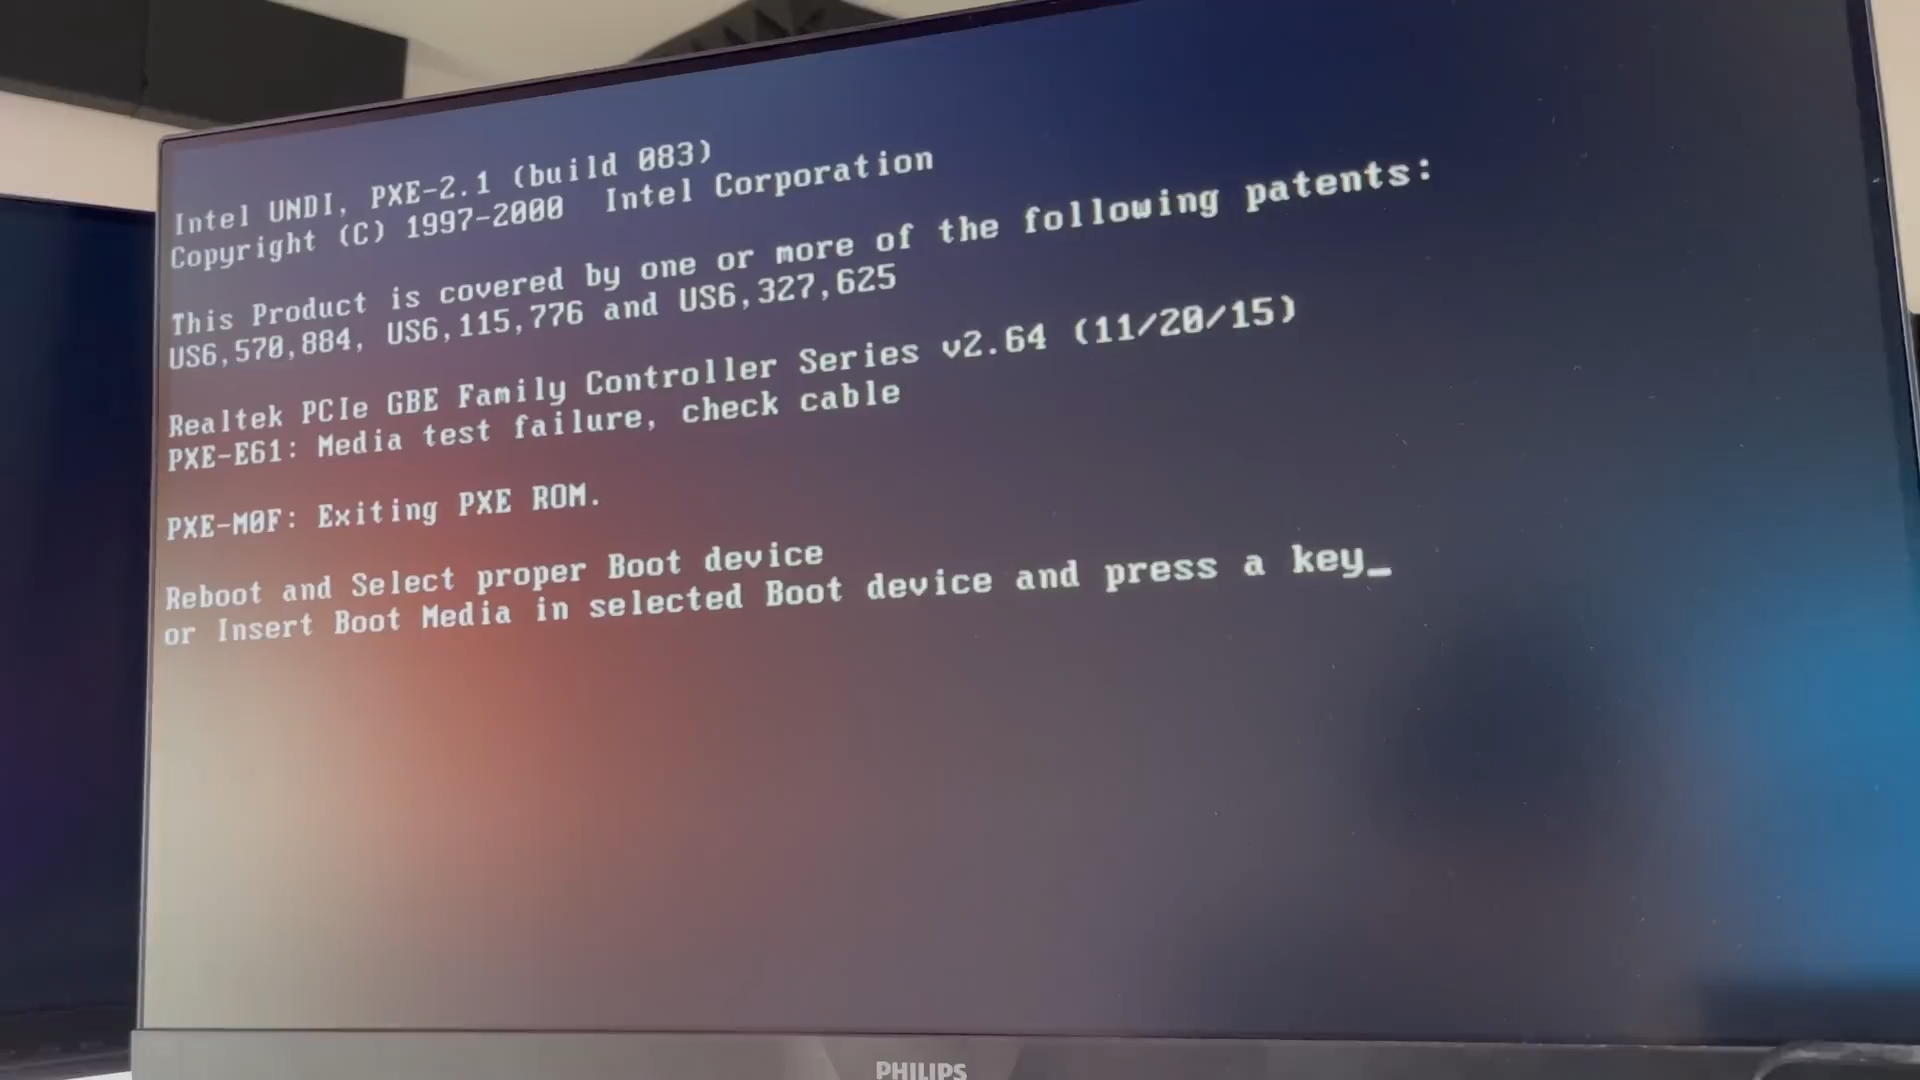 Intel UNDI, PXE-2.1 (build 083)
Copyright (C) 1997-2000  Intel Corporation
This Product is covered by one or more of the following patents:
US6,570,884, US6,115,776 and US6,327,625
Realtek PCIe GBE Family Controller Series v2.64 (11/20/15)
PXE-E61: Media test failure, check cable
PXE-M0F: Exiting PXE ROM.
Reboot and Select proper Boot device
or Insert Boot Media in selected Boot device and press a key_
PHILIPS